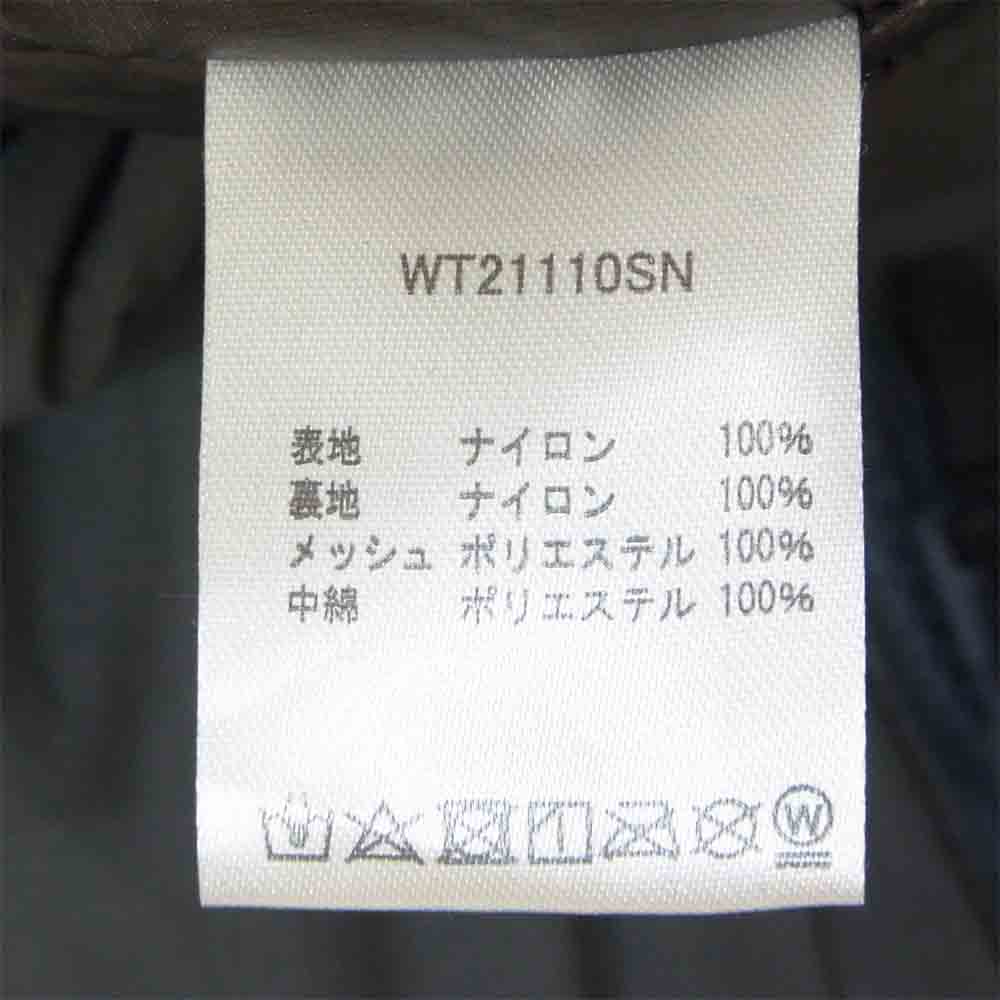 WT21110SN
表地 ナイロン 100%
裏地 ナイロン 100%
メッシュ ポリエステル 100%
中綿 ポリエステル 100%
W